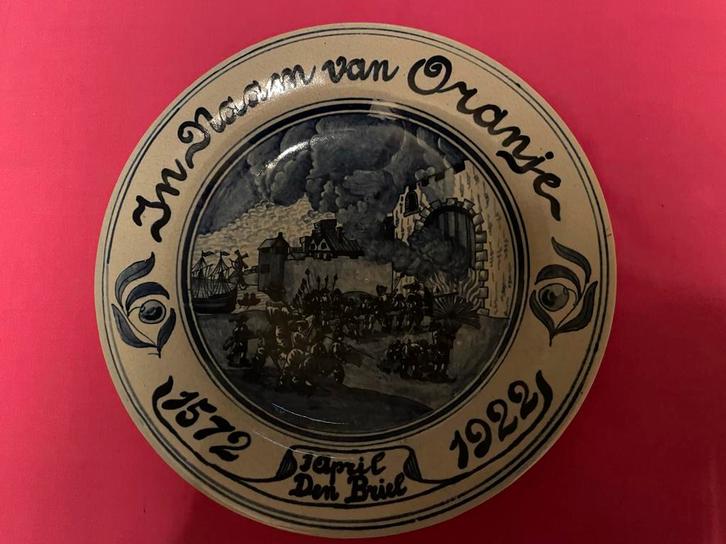 In Naam van Oranje
1572
1922
1 April
Den Briel